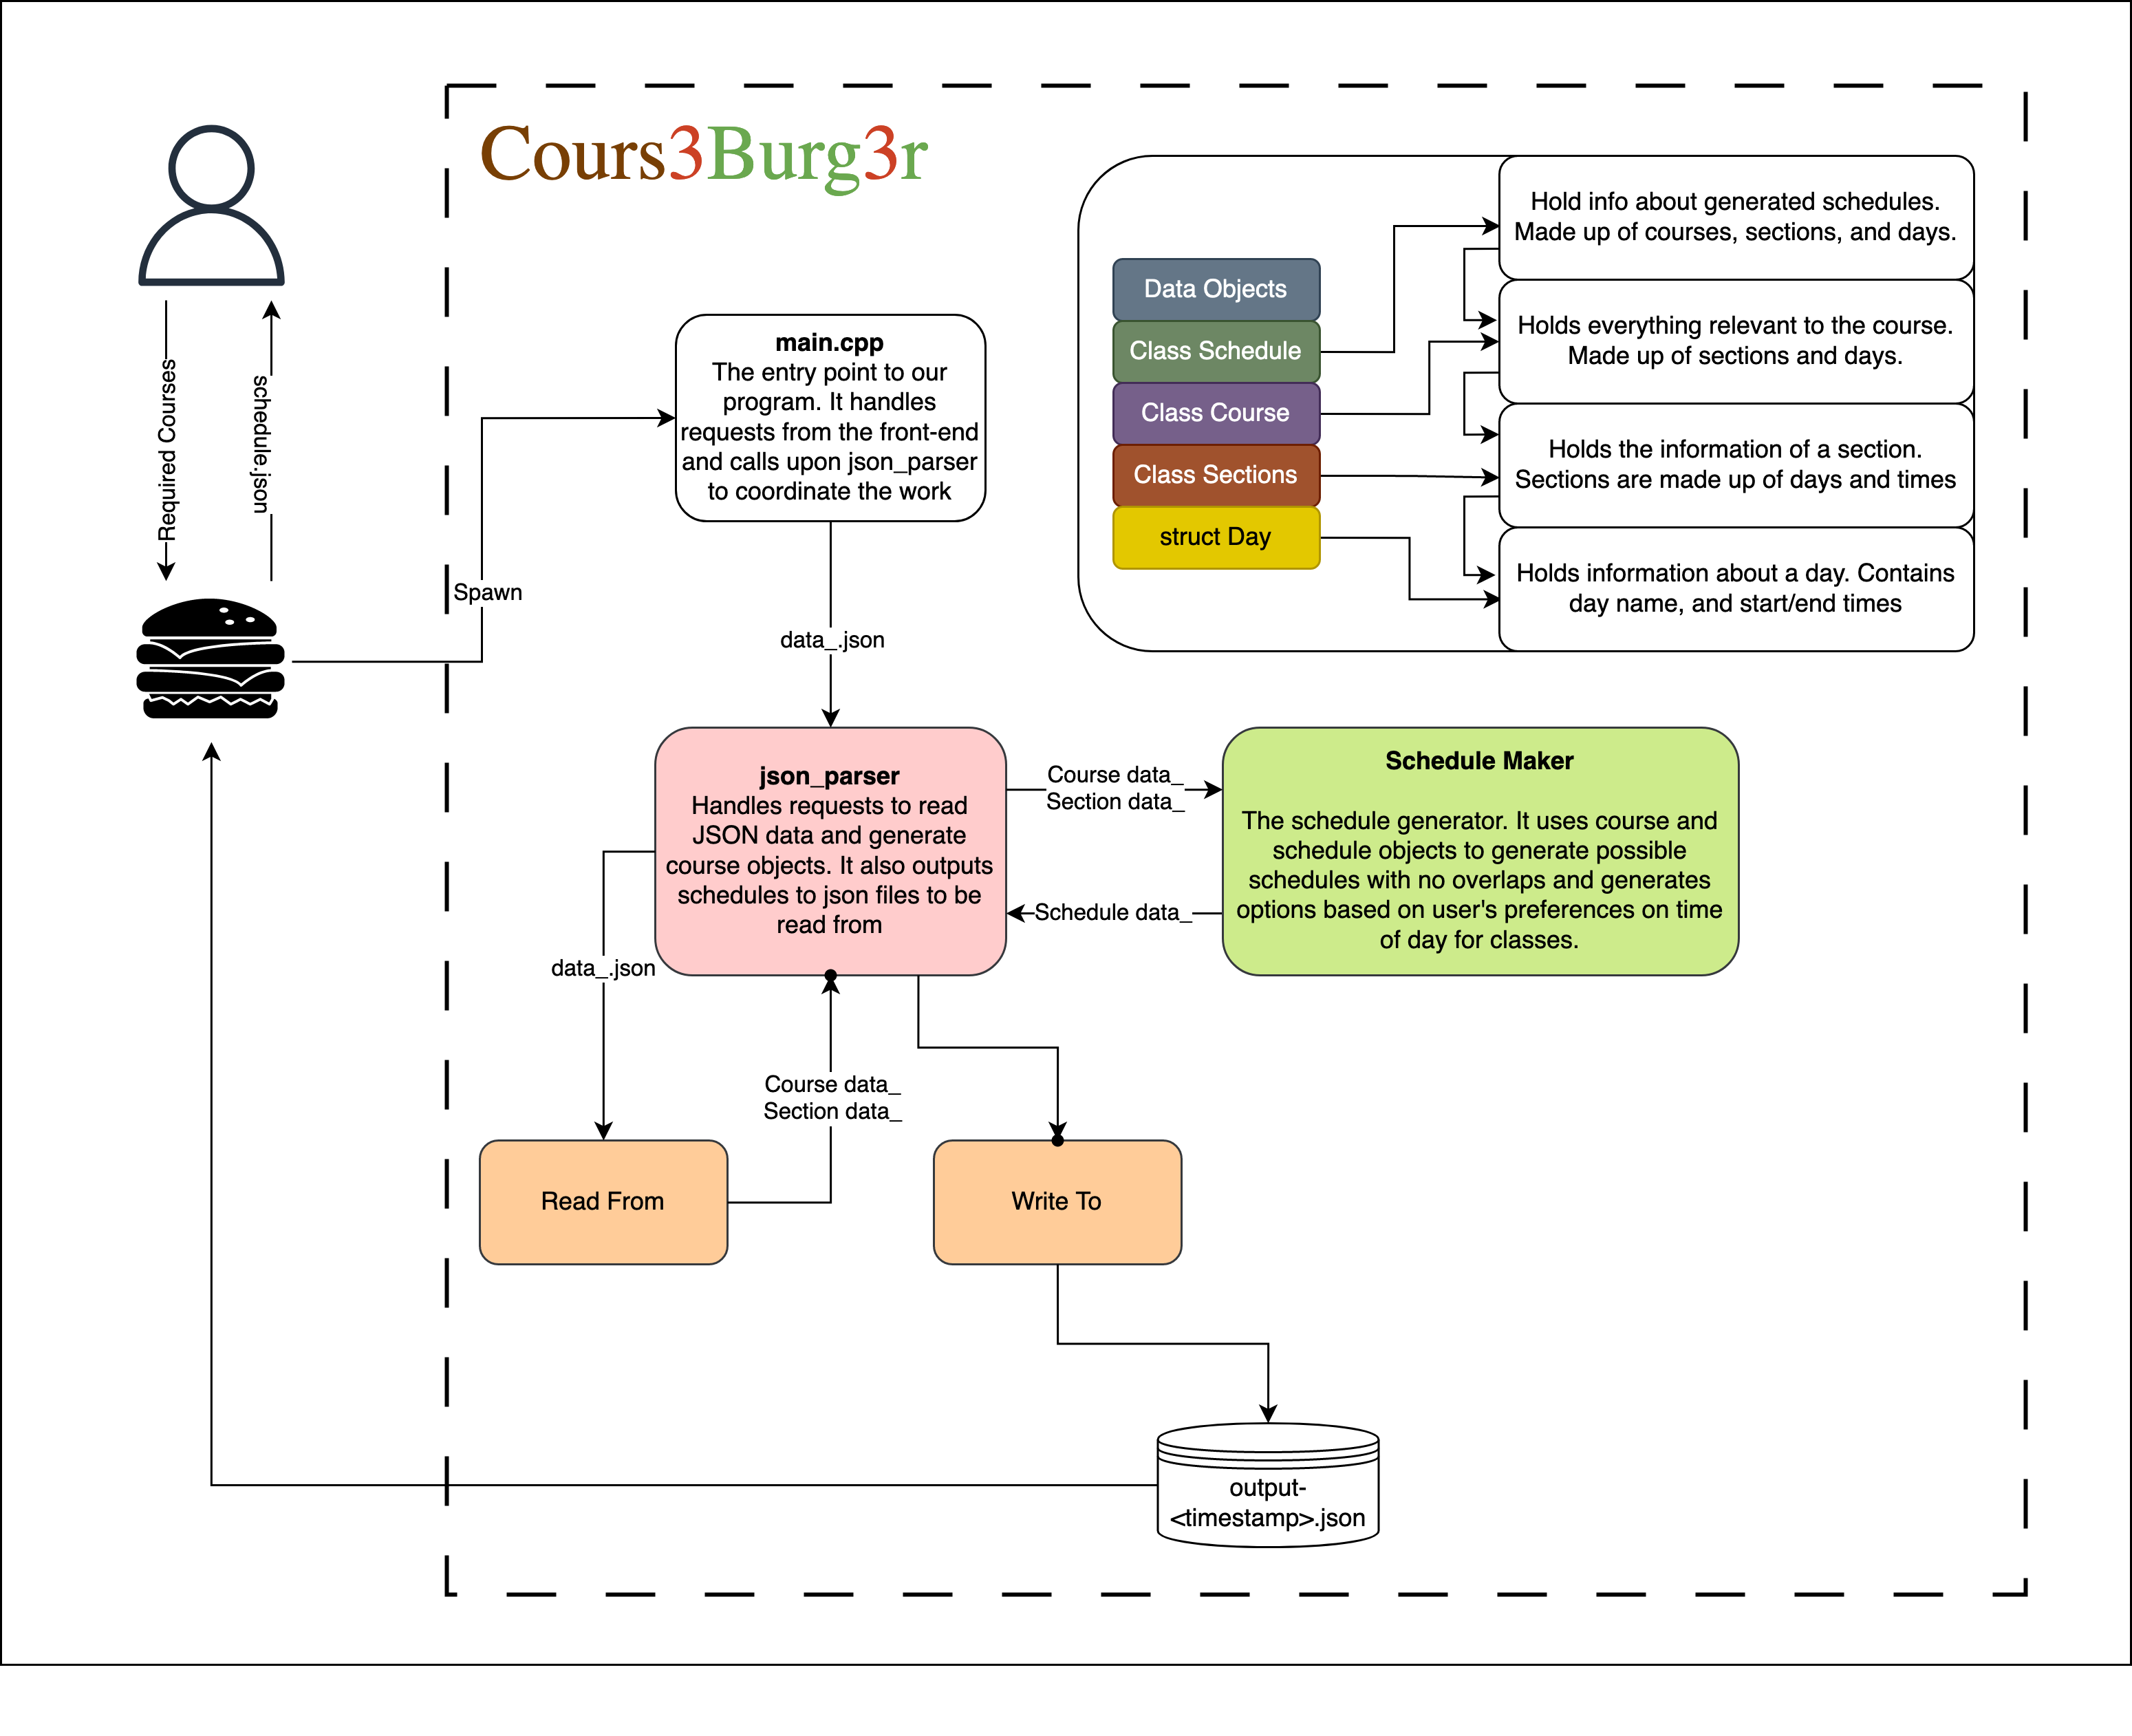 Cours3Burg3r
Required Courses
schedule.json
Spawn
main.cpp
The entry point to our
program. It handles
requests from the front-end
and calls upon json_parser
to coordinate the work
data_.json
Data Objects
Class Schedule
Class Course
Class Sections
struct Day
Hold info about generated schedules.
Made up of courses, sections, and days.
Holds everything relevant to the course.
Made up of sections and days.
Holds the information of a section.
Sections are made up of days and times
Holds information about a day. Contains
day name, and start/end times
json_parser
Handles requests to read
JSON data and generate
course objects. It also outputs
schedules to json files to be
read from
Course data_
Section data_
Schedule data_
Schedule Maker
The schedule generator. It uses course and
schedule objects to generate possible
schedules with no overlaps and generates
options based on user's preferences on time
of day for classes.
data_.json
Course data_
Section data_
Read From
Write To
output-
<timestamp>.json